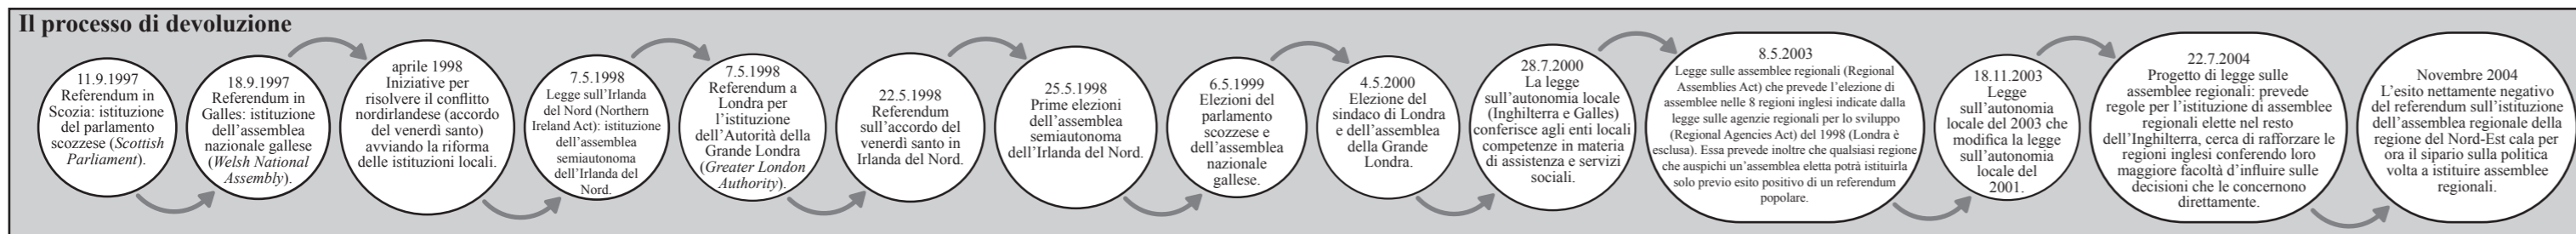 Il processo di devoluzione
11.9.1997
Referendum in
Scozia: istituzione
del parlamento
scozzese (Scottish
Parliament).
18.9.1997
Referendum in
Galles: istituzione
dell'assemblea
nazionale gallese
(Welsh National
Assembly).
aprile 1998
Iniziative per
risolvere il conflitto
nordirlandese (accordo
del venerdì santo)
avviando la riforma
delle istituzioni locali.
7.5.1998
Legge sull'Irlanda
del Nord (Northern
Ireland Act): istituzione
dell'assemblea
semiautonoma
dell'Irlanda del
Nord.
7.5.1998
Referendum a
Londra per
l'istituzione
dell'Autorità della
Grande Londra
(Greater London
Authority).
22.5.1998
Referendum
sull'accordo del
venerdì santo in
Irlanda del Nord.
25.5.1998
Prime elezioni
dell'assemblea
semiautonoma
dell'Irlanda del Nord.
6.5.1999
Elezioni del
parlamento
scozzese e
dell'assemblea
nazionale
gallese.
4.5.2000
Elezione del
sindaco di Londra
e dell'assemblea
della Grande
Londra.
28.7.2000
La legge
sull'autonomia locale
(Inghilterra e Galles)
conferisce agli enti locali
competenze in materia
di assistenza e servizi
sociali.
8.5.2003
Legge sulle assemblee regionali (Regional
Assemblies Act) che prevede l'elezione di
assemblee nelle 8 regioni inglesi indicate dalla
legge sulle agenzie regionali per lo sviluppo
(Regional Agencies Act) del 1998 (Londra è
esclusa). Essa prevede inoltre che qualsiasi regione
che auspichi un'assemblea eletta potrà istituirla
solo previo esito positivo di un referendum
popolare.
18.11.2003
Legge
sull'autonomia
locale del 2003 che
modifica la legge
sull'autonomia
locale del
2001.
22.7.2004
Progetto di legge sulle
assemblee regionali: prevede
regole per l'istituzione di assemblee
regionali elette nel resto
dell'Inghilterra, cerca di rafforzare le
regioni inglesi conferendo loro
maggiore facoltà d'influire sulle
decisioni che le concernono
direttamente.
Novembre 2004
L'esito nettamente negativo
del referendum sull'istituzione
dell'assemblea regionale della
regione del Nord-Est cala per
ora il sipario sulla politica
volta a istituire assemblee
regionali.